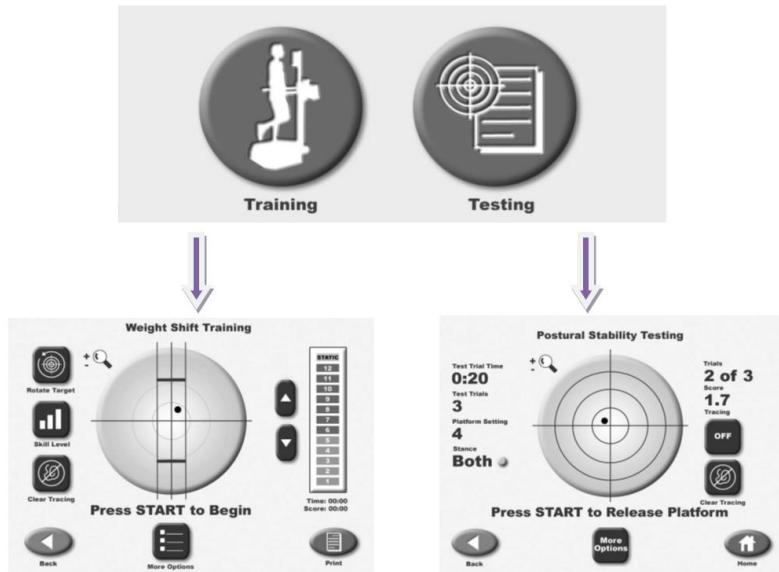 Training
Testing
Weight Shift Training
+
-
Rotate Target
Skill Level
Clear Tracing
STATIC
12
11
10
9
8
7
6
5
4
3
2
1
Time: 00:00
Score: 00:00
Press START to Begin
Back
More Options
Print
Postural Stability Testing
+
-
Test Trial Time
0:20
Test Trials
3
Platform Setting
4
Stance
Both
Trials
2 of 3
Score
1.7
Tracing
OFF
Clear Tracing
Press START to Release Platform
Back
More
Options
Home